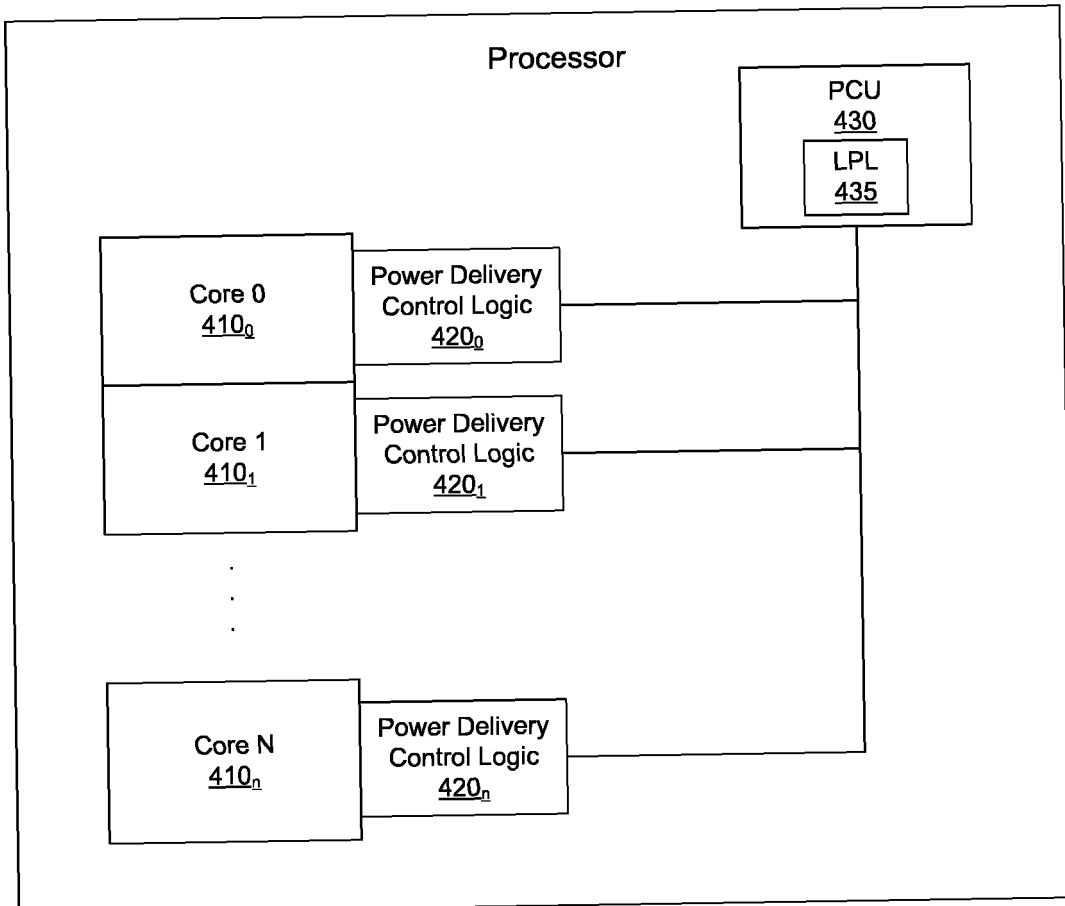 Processor
PCU
430
LPL
435
Core 0
410₀
Power Delivery
Control Logic
420₀
Core 1
410₁
Power Delivery
Control Logic
420₁
.
.
.
Core N
410ₙ
Power Delivery
Control Logic
420ₙ